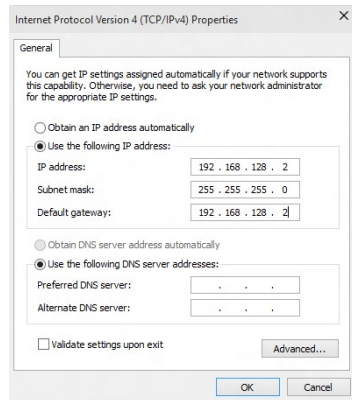 Internet Protocol Version 4 (TCP/IPv4) Properties
General
You can get IP settings assigned automatically if your network supports
this capability. Otherwise, you need to ask your network administrator
for the appropriate IP settings.
Obtain an IP address automatically
Use the following IP address:
IP address: 192 . 168 . 128 . 2
Subnet mask: 255 . 255 . 255 . 0
Default gateway: 192 . 168 . 128 . 2
Obtain DNS server address automatically
Use the following DNS server addresses:
Preferred DNS server: . . .
Alternate DNS server: . . .
Validate settings upon exit
Advanced...
OK Cancel